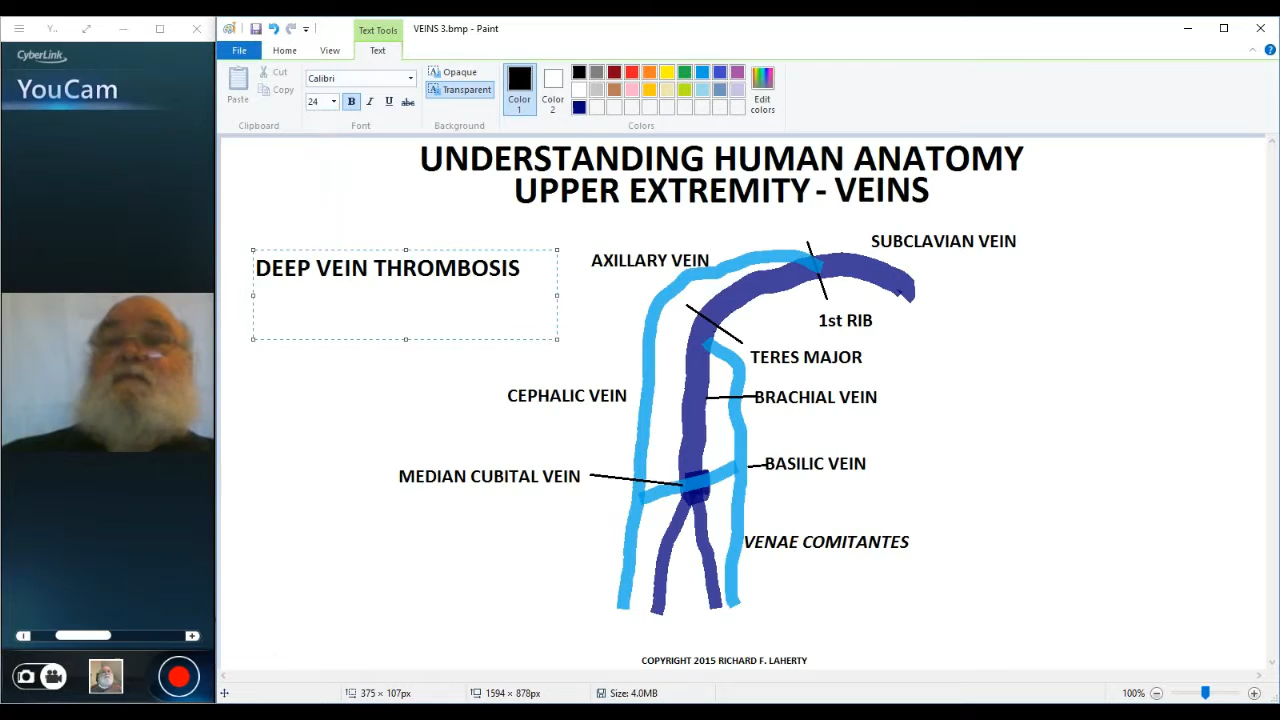 Y...
Text Tools
VEINS 3.bmp - Paint
File
Home
View
Text
CyberLink
YouCam
Paste
Cut
Copy
Clipboard
Calibri
24
B I U abc
Font
Opaque
Transparent
Background
Color 1
Color 2
Edit colors
Colors
UNDERSTANDING HUMAN ANATOMY
UPPER EXTREMITY - VEINS
DEEP VEIN THROMBOSIS
AXILLARY VEIN
SUBCLAVIAN VEIN
1st RIB
TERES MAJOR
CEPHALIC VEIN
BRACHIAL VEIN
MEDIAN CUBITAL VEIN
BASILIC VEIN
VENAE COMITANTES
COPYRIGHT 2015 RICHARD F. LAHERTY
375 × 107px
1594 × 878px
Size: 4.0MB
100%